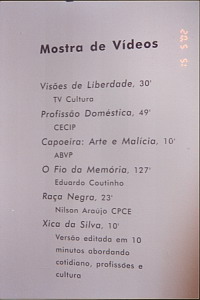 Mostra de Vídeos
Visões de Liberdade, 30'
TV Cultura
Profissão Doméstica, 49'
CECIP
Capoeira: Arte e Malícia, 10'
ABVP
O Fio da Memória, 127'
Eduardo Coutinho
Raça Negra, 23'
Nilson Araújo CPCE
Xica da Silva, 10'
Versão editada em 10
minutos abordando
cotidiano, profissões e
cultura